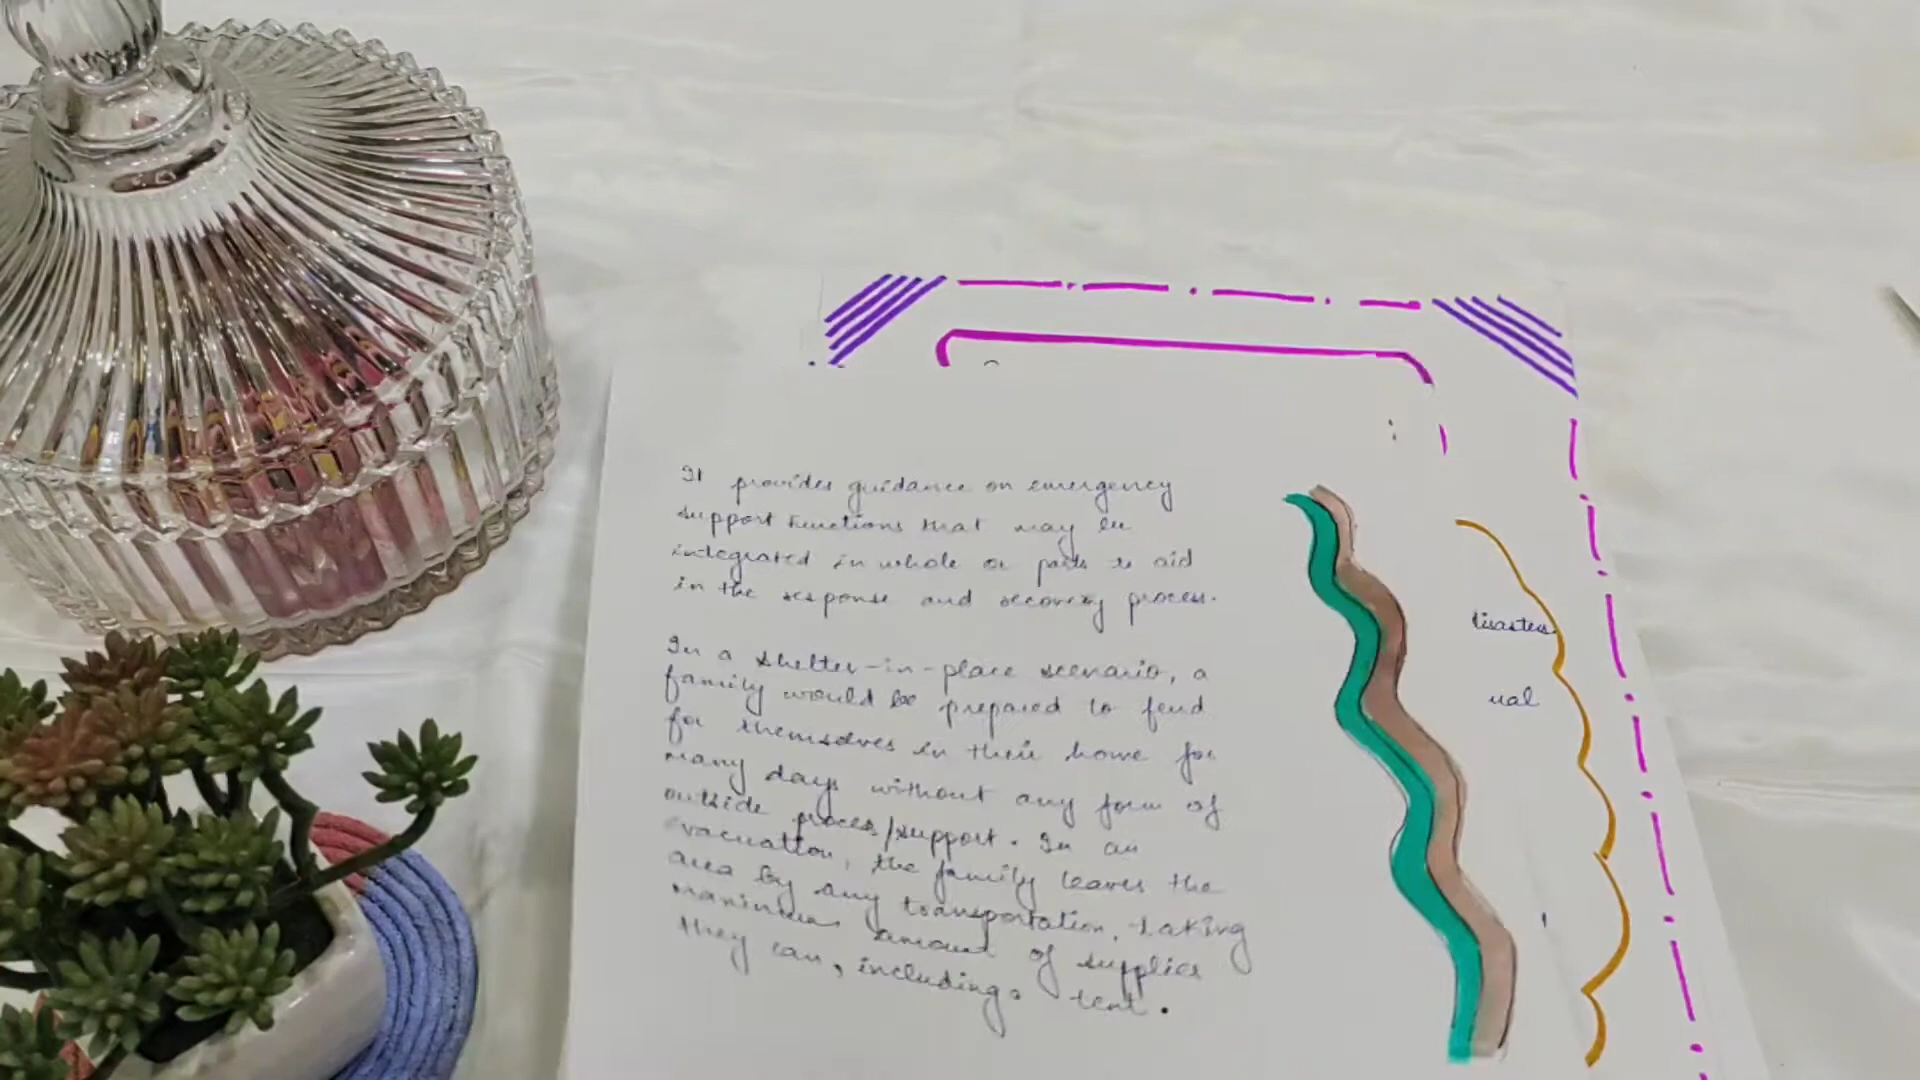 It provides guidance on emergency
support functions that may be
integrated in whole or parts to aid
in the response and recovery process.
In a shelter-in-place scenario, a
family would be prepared to fend
for themselves in their home for
many days without any form of
outside proces/support. In an
evacuation, the family leaves the
area by any transportation, taking
maximum amount of supplies
they can, including a tent.
disasters
ual